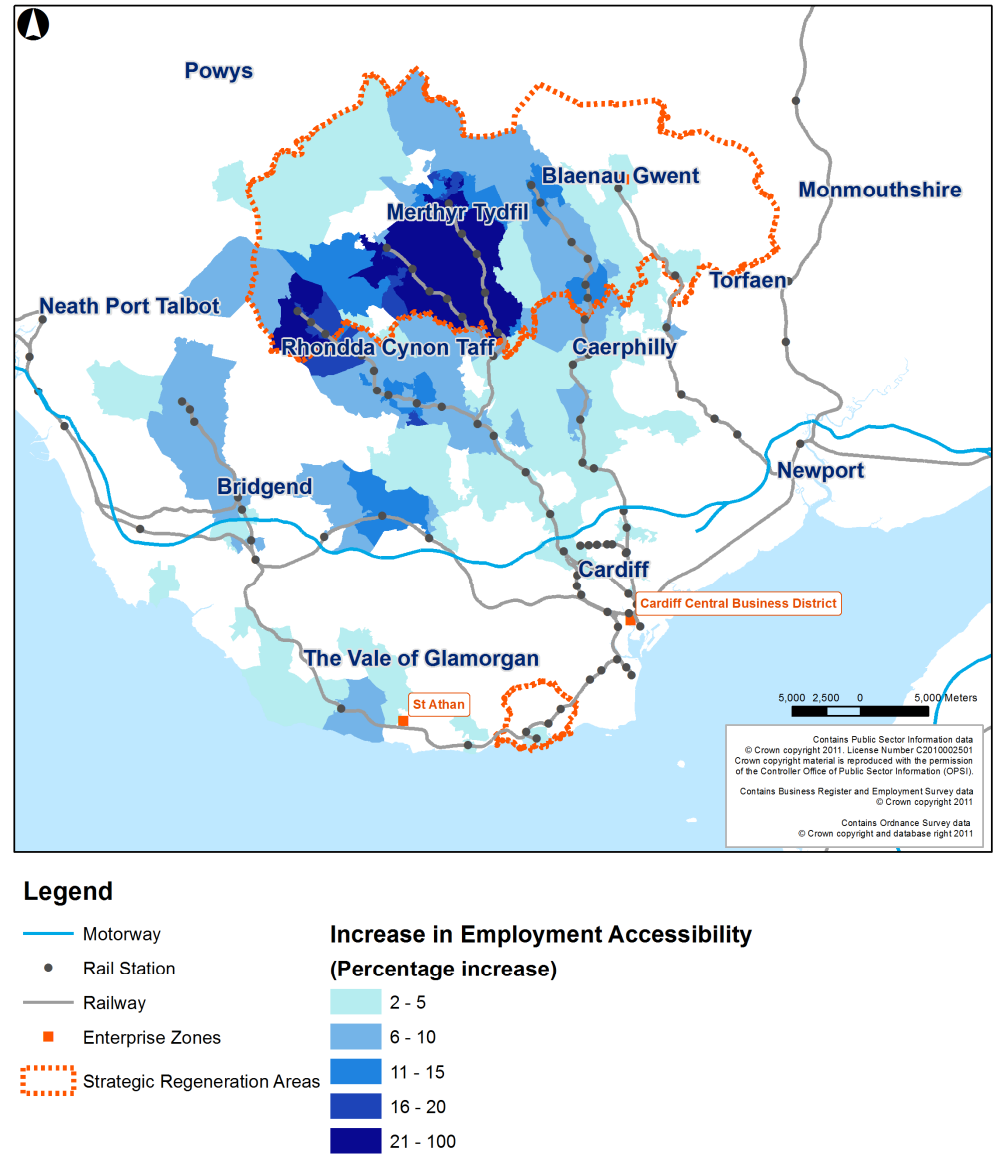 Powys
Blaenau Gwent
Monmouthshire
Merthyr Tydfil
Torfaen
Neath Port Talbot
Rhondda Cynon Taff
Caerphilly
Newport
Bridgend
Cardiff
Cardiff Central Business District
The Vale of Glamorgan
St Athan
5,000 2,500 0 5,000 Meters
Contains Public Sector Information data
© Crown copyright 2011. License Number C2010002501
Crown copyright material is reproduced with the permission
of the Controller Office of Public Sector Information (OPSI).
Contains Business Register and Employment Survey data
© Crown copyright 2011
Contains Ordnance Survey data
© Crown copyright and database right 2011
Legend
Motorway
Rail Station
Railway
Enterprise Zones
Strategic Regeneration Areas
Increase in Employment Accessibility
(Percentage increase)
2 - 5
6 - 10
11 - 15
16 - 20
21 - 100